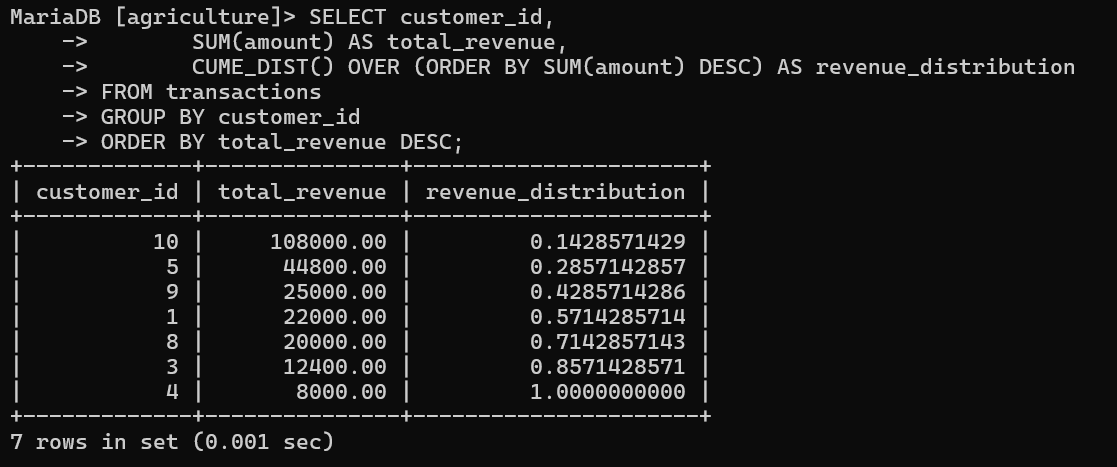 MariaDB [agriculture]> SELECT customer_id,
    ->        SUM(amount) AS total_revenue,
    ->        CUME_DIST() OVER (ORDER BY SUM(amount) DESC) AS revenue_distribution
    -> FROM transactions
    -> GROUP BY customer_id
    -> ORDER BY total_revenue DESC;
+-------------+---------------+----------------------+
| customer_id | total_revenue | revenue_distribution |
+-------------+---------------+----------------------+
|          10 |     108000.00 |         0.1428571429 |
|           5 |      44800.00 |         0.2857142857 |
|           9 |      25000.00 |         0.4285714286 |
|           1 |      22000.00 |         0.5714285714 |
|           8 |      20000.00 |         0.7142857143 |
|           3 |      12400.00 |         0.8571428571 |
|           4 |       8000.00 |         1.0000000000 |
+-------------+---------------+----------------------+
7 rows in set (0.001 sec)